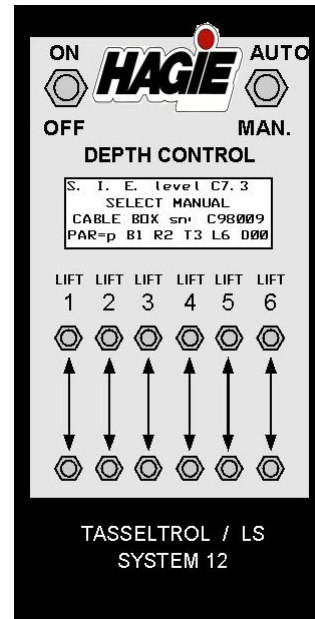 ON HAGIE AUTO
OFF MAN.
DEPTH CONTROL
S. I. E. level C7.3
SELECT MANUAL
CABLE BOX sn: C98009
PAR=p B1 R2 T3 L6 D00
LIFT LIFT LIFT LIFT LIFT LIFT
1 2 3 4 5 6
TASSELTROL / LS
SYSTEM 12